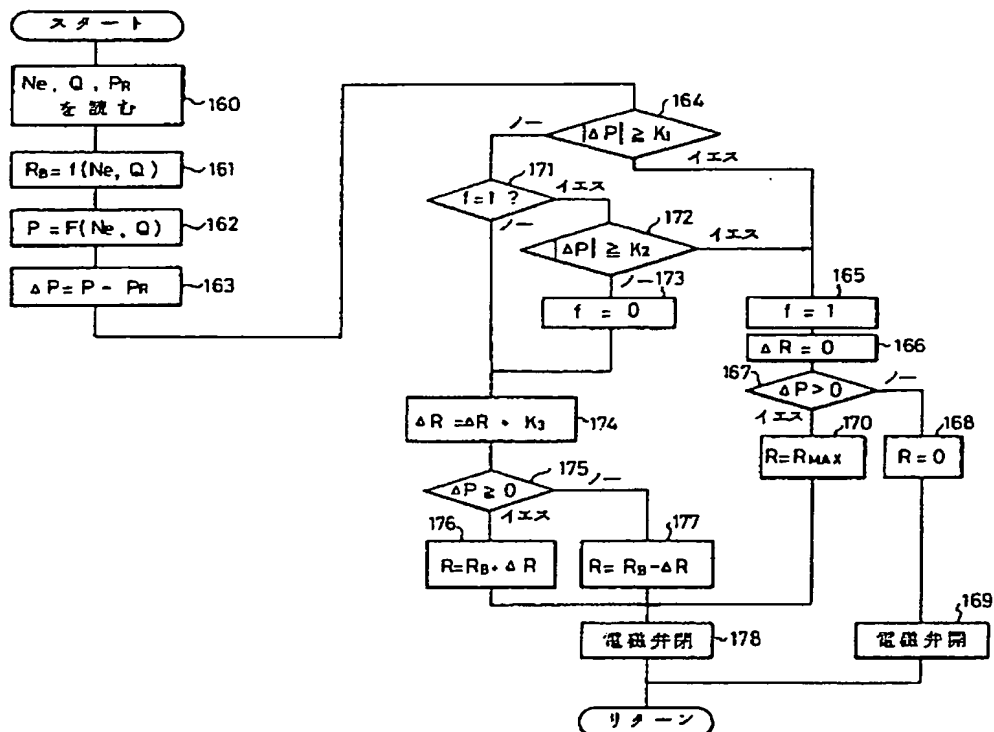 スタート
Ne, Q, PR
を読む
160
RB=f(Ne, Q)
161
P=F(Ne, Q)
162
ΔP=P-PR
163
164
|ΔP|≧K1
ノー
イエス
171
f=1 ?
イエス
ノー
172
|ΔP|≧K2
イエス
ノー
173
f = 0
165
f = 1
ΔR = 0
166
167
ΔP>0
ノー
イエス
170
R=RMAX
168
R=0
ΔR=ΔR+K3
174
175
ΔP≧0
ノー
イエス
176
R=RB+ΔR
177
R=RB-ΔR
電磁弁閉
178
169
電磁弁開
リターン